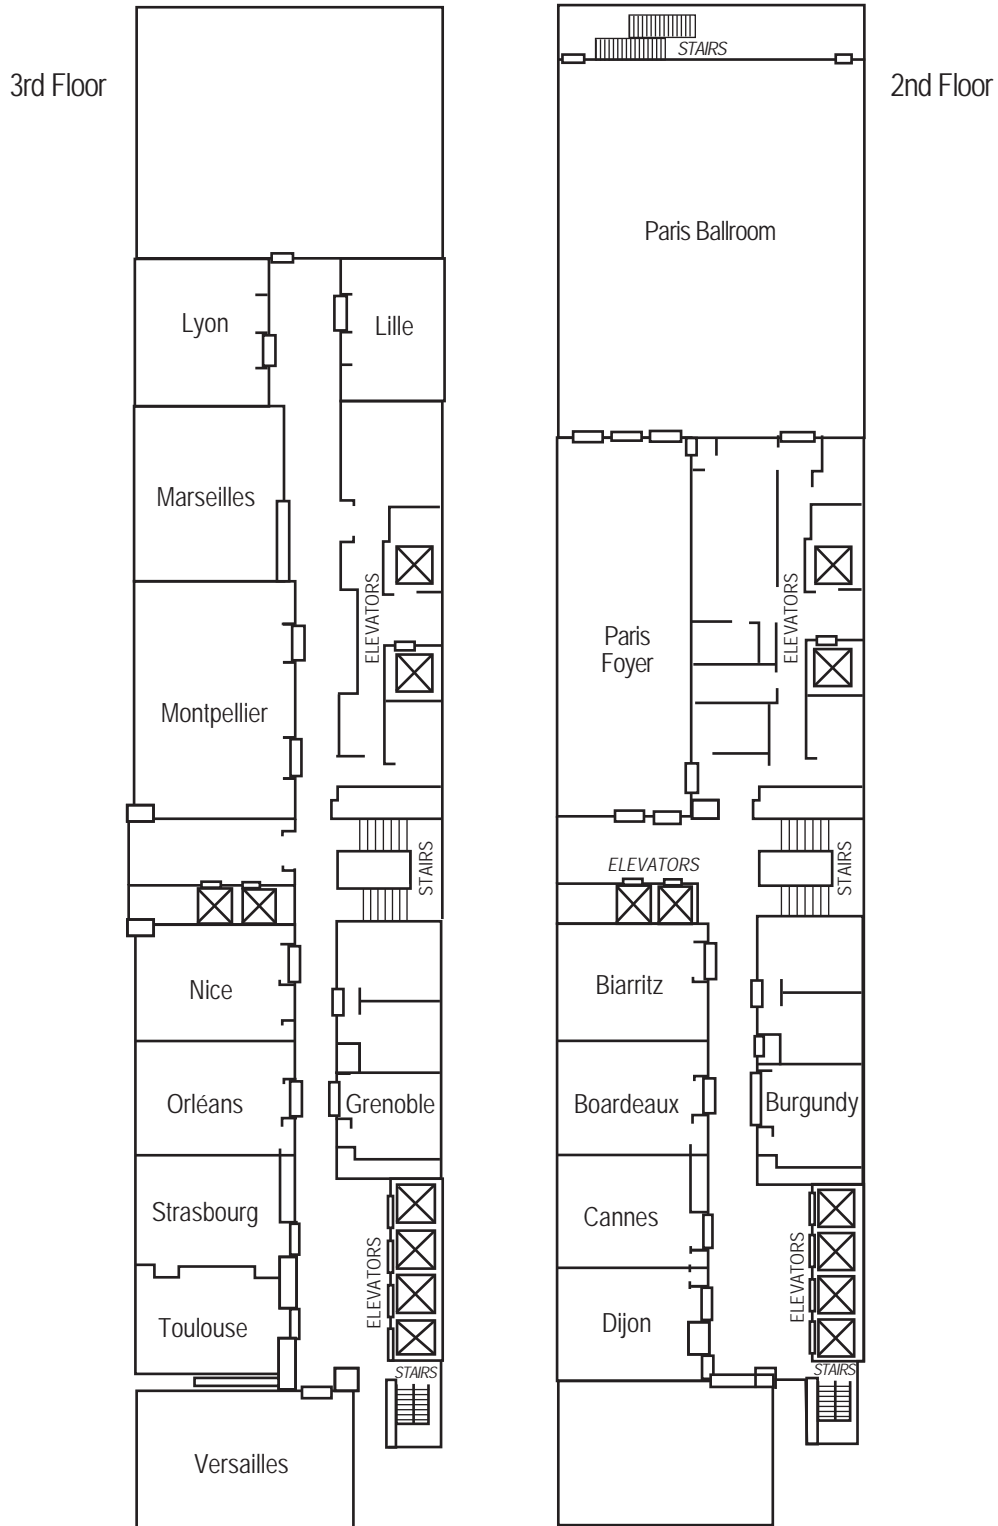 3rd Floor
Lyon
Lille
Marseilles
ELEVATORS
Montpellier
STAIRS
Nice
Orléans
Grenoble
Strasbourg
ELEVATORS
Toulouse
STAIRS
Versailles
2nd Floor
STAIRS
Paris Ballroom
Paris
Foyer
ELEVATORS
ELEVATORS
STAIRS
Biarritz
Boardeaux
Burgundy
Cannes
ELEVATORS
Dijon
STAIRS